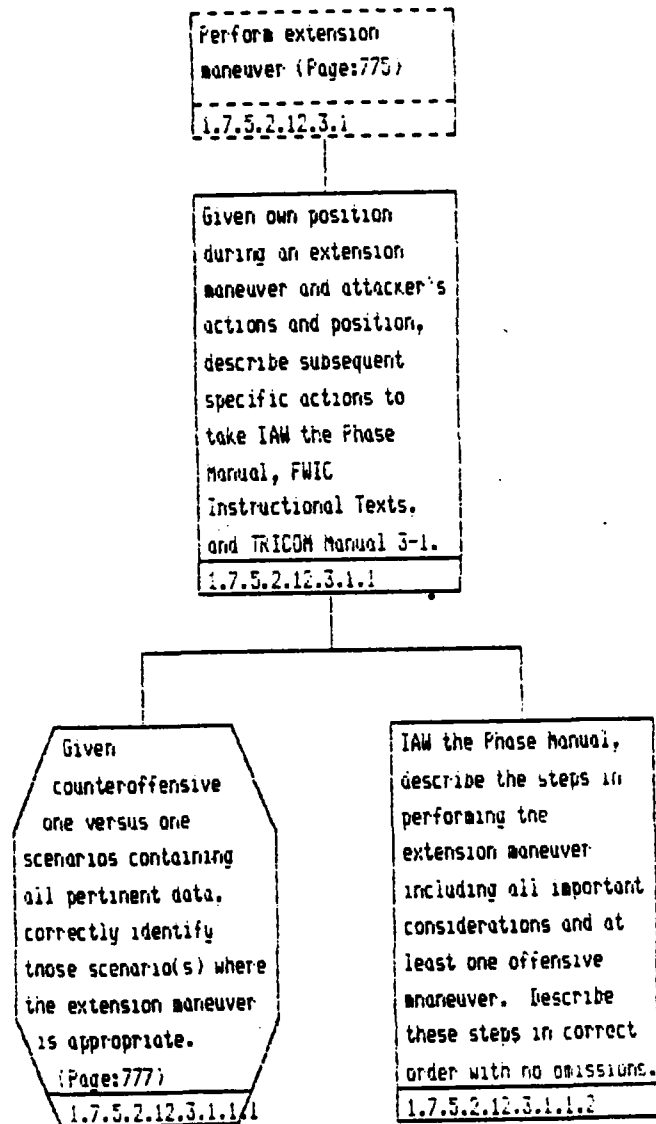 Perform extension
maneuver (Page:775)
1.7.5.2.12.3.1
Given own position
during an extension
maneuver and attacker's
actions and position,
describe subsequent
specific actions to
take IAW the Phase
Manual, FWIC
Instructional Texts,
and TRICOM Manual 3-1.
1.7.5.2.12.3.1.1
Given
counteroffensive
one versus one
scenarios containing
all pertinent data,
correctly identify
those scenario(s) where
the extension maneuver
is appropriate.
(Page:777)
1.7.5.2.12.3.1.1.1
IAW the Phase Manual,
describe the steps in
performing the
extension maneuver
including all important
considerations and at
least one offensive
mnaneuver. Describe
these steps in correct
order with no omissions.
1.7.5.2.12.3.1.1.2